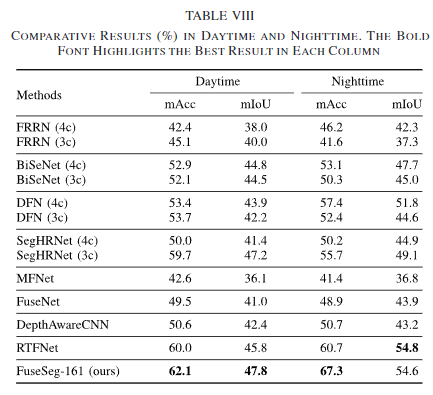 TABLE VIII
COMPARATIVE RESULTS (%) IN DAYTIME AND NIGHTTIME. THE BOLD
FONT HIGHLIGHTS THE BEST RESULT IN EACH COLUMN
Methods Daytime Nighttime
mAcc mIoU mAcc mIoU
FRRN (4c) 42.4 38.0 46.2 42.3
FRRN (3c) 45.1 40.0 41.6 37.3
BiSeNet (4c) 52.9 44.8 53.1 47.7
BiSeNet (3c) 52.1 44.5 50.3 45.0
DFN (4c) 53.4 43.9 57.4 51.8
DFN (3c) 53.7 42.2 52.4 44.6
SegHRNet (4c) 50.0 41.4 50.2 44.9
SegHRNet (3c) 59.7 47.2 55.7 49.1
MFNet 42.6 36.1 41.4 36.8
FuseNet 49.5 41.0 48.9 43.9
DepthAwareCNN 50.6 42.4 50.7 43.2
RTFNet 60.0 45.8 60.7 54.8
FuseSeg-161 (ours) 62.1 47.8 67.3 54.6